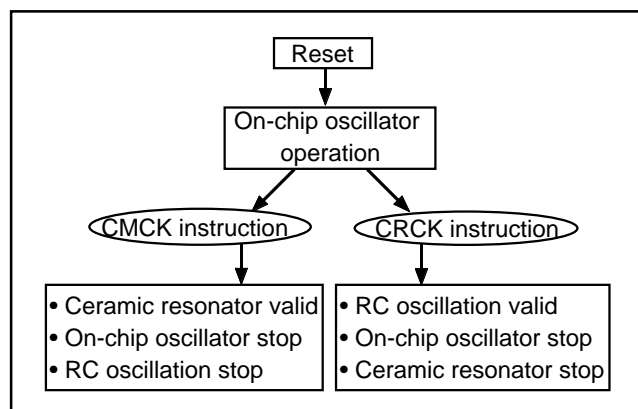 Reset
On-chip oscillator
operation
CMCK instruction
CRCK instruction
• Ceramic resonator valid
• On-chip oscillator stop
• RC oscillation stop
• RC oscillation valid
• On-chip oscillator stop
• Ceramic resonator stop